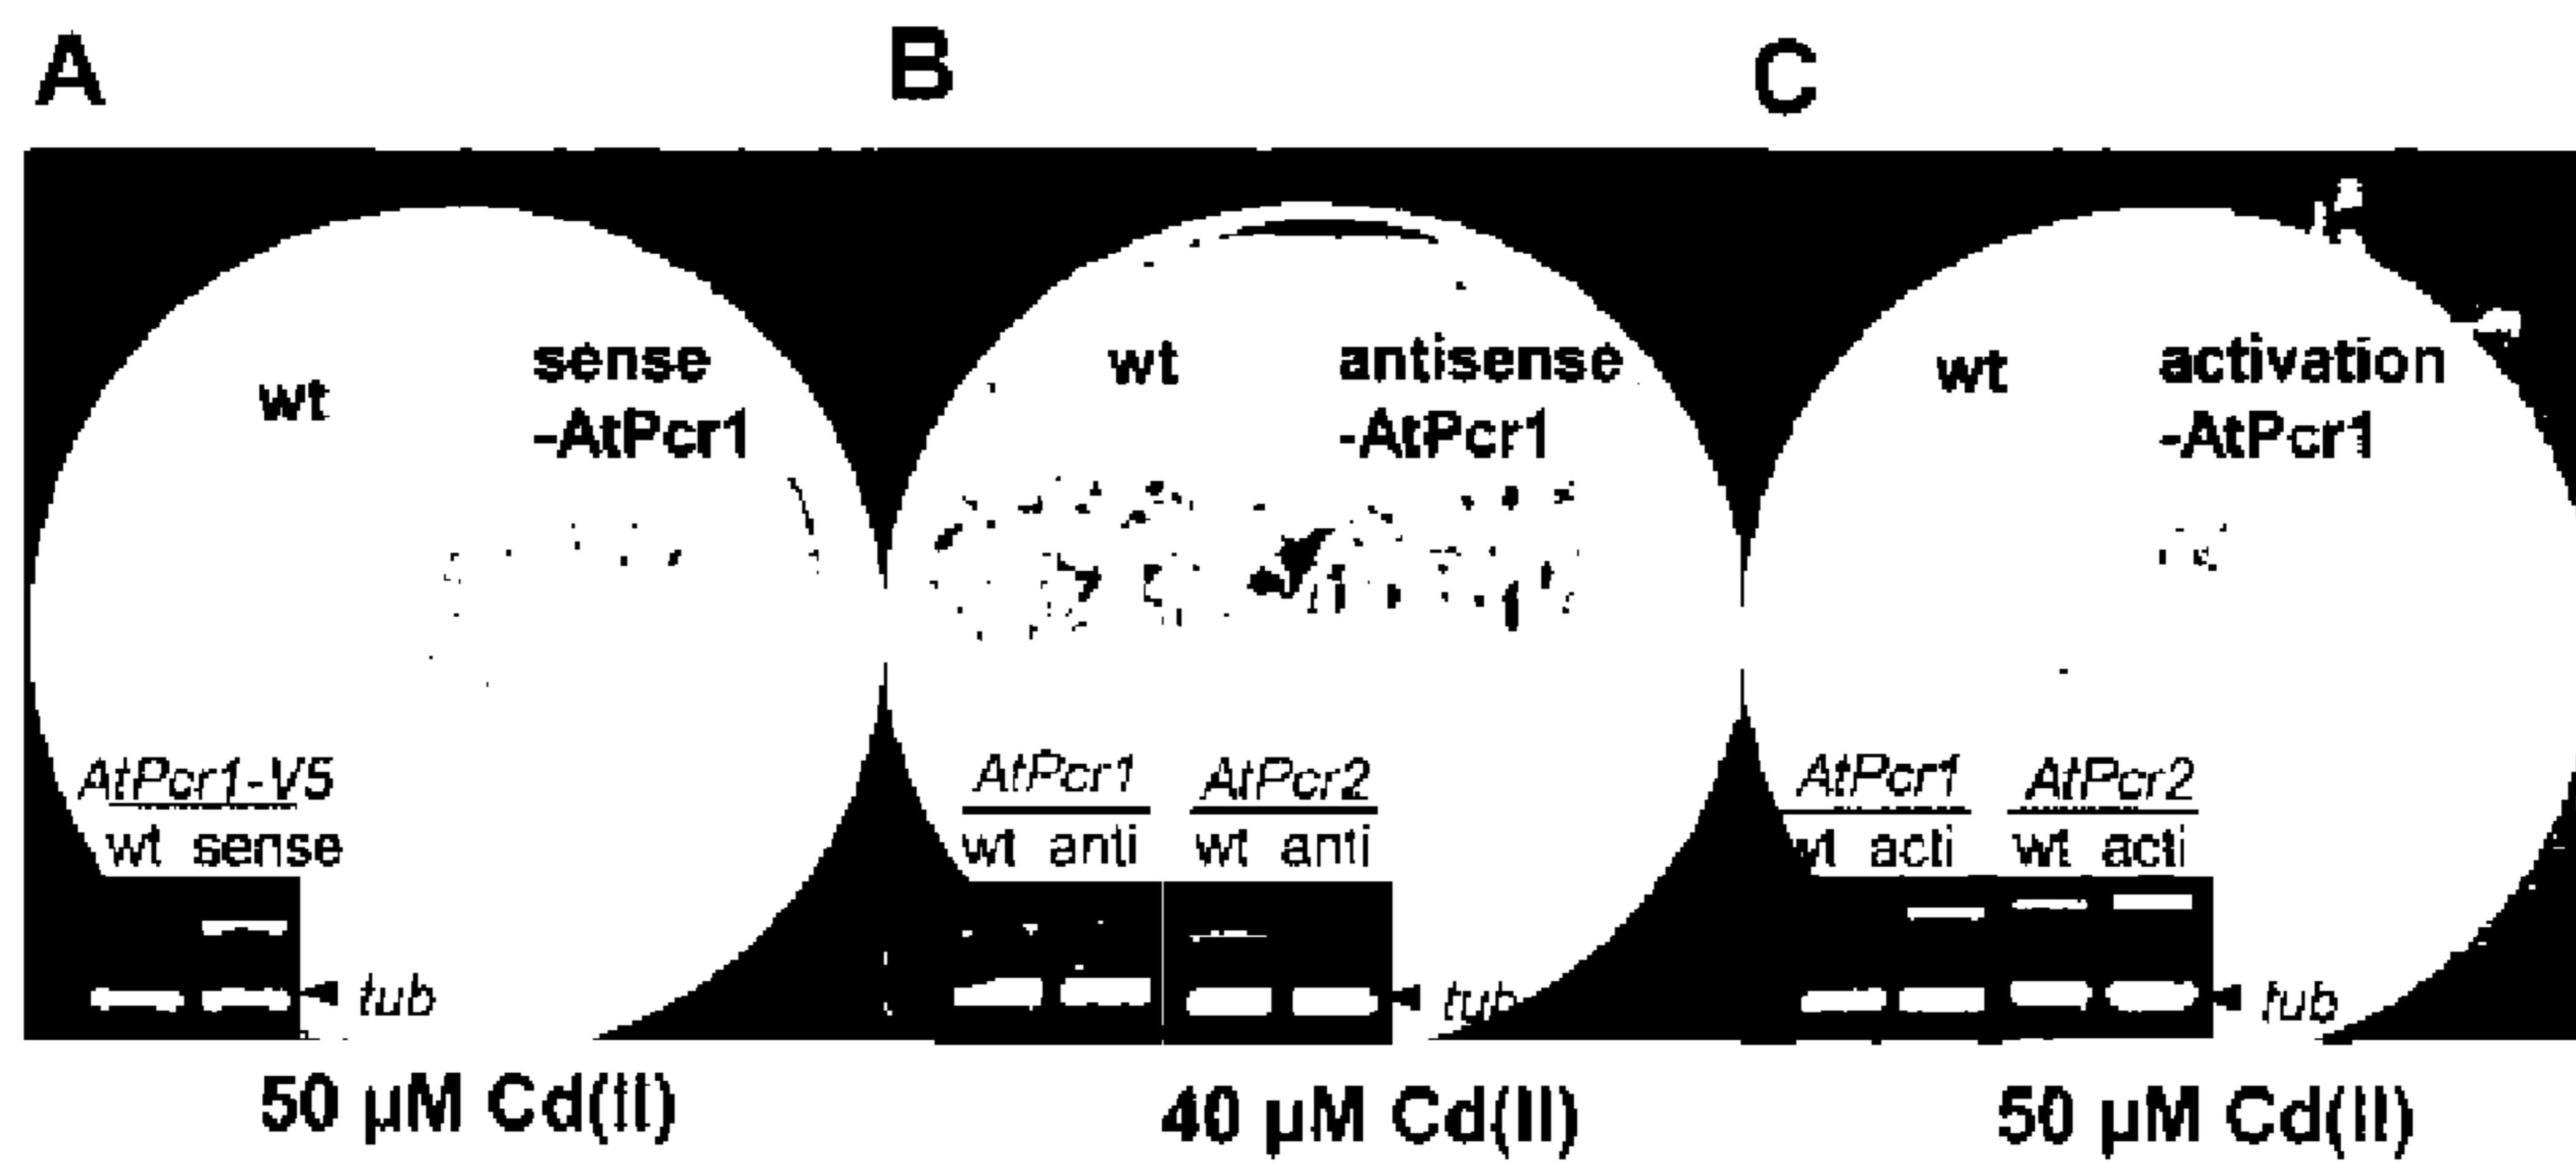 A
B
C
wt
sense
-AtPcr1
wt
antisense
-AtPcr1
wt
activation
-AtPcr1
AtPcr1-V5
wt sense
tub
AtPcr1 AtPcr2
wt anti wt anti
tub
AtPcr1 AtPcr2
wt acti wt acti
tub
50 µM Cd(II)
40 µM Cd(II)
50 µM Cd(II)